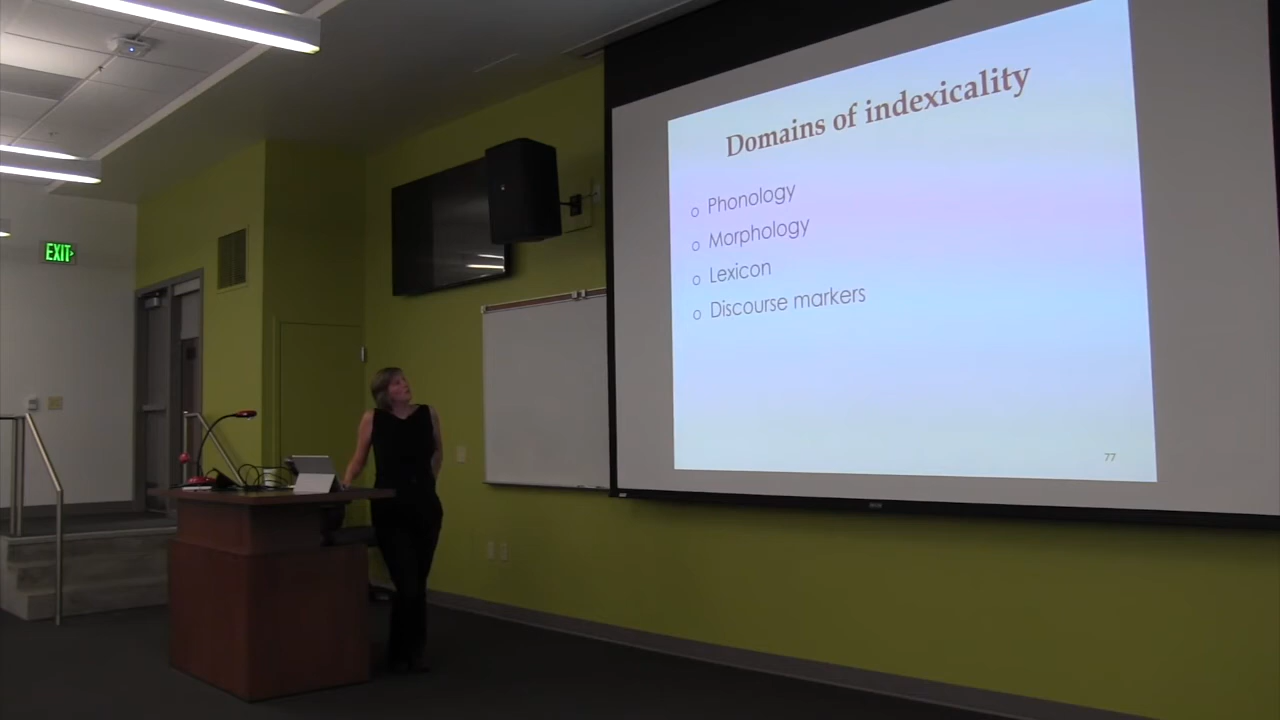 Domains of indexicality
o Phonology
o Morphology
o Lexicon
o Discourse markers
77
EXIT